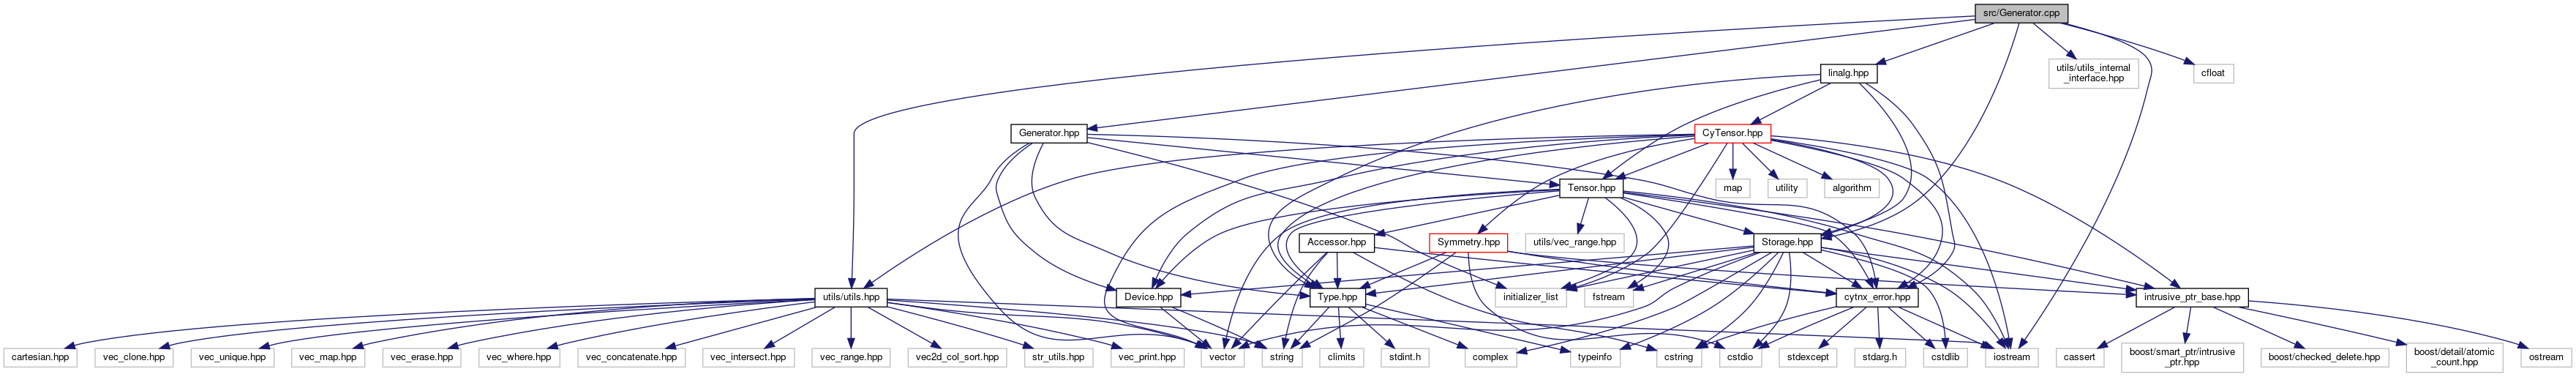 src/Generator.cpp
linalg.hpp
utils/utils_internal
_interface.hpp
cfloat
Generator.hpp
CyTensor.hpp
Tensor.hpp
map
utility
algorithm
Accessor.hpp
Symmetry.hpp
utils/vec_range.hpp
Storage.hpp
utils/utils.hpp
Device.hpp
Type.hpp
initializer_list
fstream
cytnx_error.hpp
intrusive_ptr_base.hpp
cartesian.hpp
vec_clone.hpp
vec_unique.hpp
vec_map.hpp
vec_erase.hpp
vec_where.hpp
vec_concatenate.hpp
vec_intersect.hpp
vec_range.hpp
vec2d_col_sort.hpp
str_utils.hpp
vec_print.hpp
vector
string
climits
stdint.h
complex
typeinfo
cstring
cstdio
stdexcept
stdarg.h
cstdlib
iostream
cassert
boost/smart_ptr/intrusive
_ptr.hpp
boost/checked_delete.hpp
boost/detail/atomic
_count.hpp
ostream